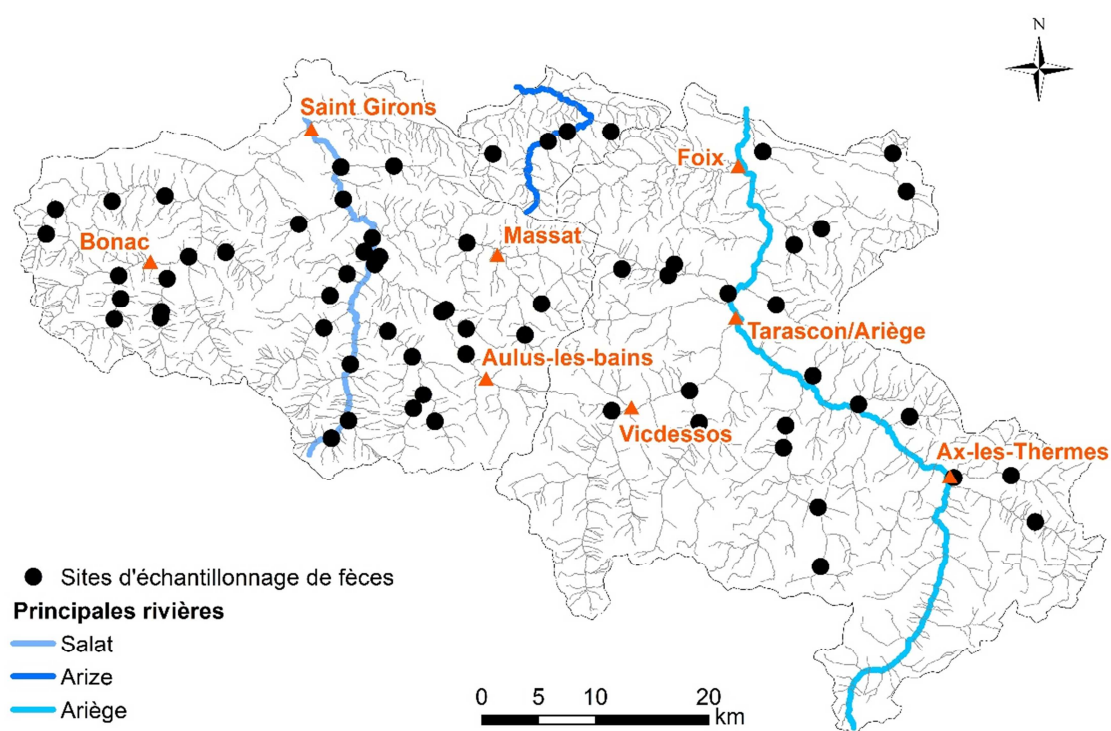 N
Saint Girons
Foix
Bonac
Massat
Tarascon/Ariège
Aulus-les-bains
Vicdessos
Ax-les-Thermes
Sites d'échantillonnage de fèces
Principales rivières
Salat
Arize
Ariège
0 5 10 20
km